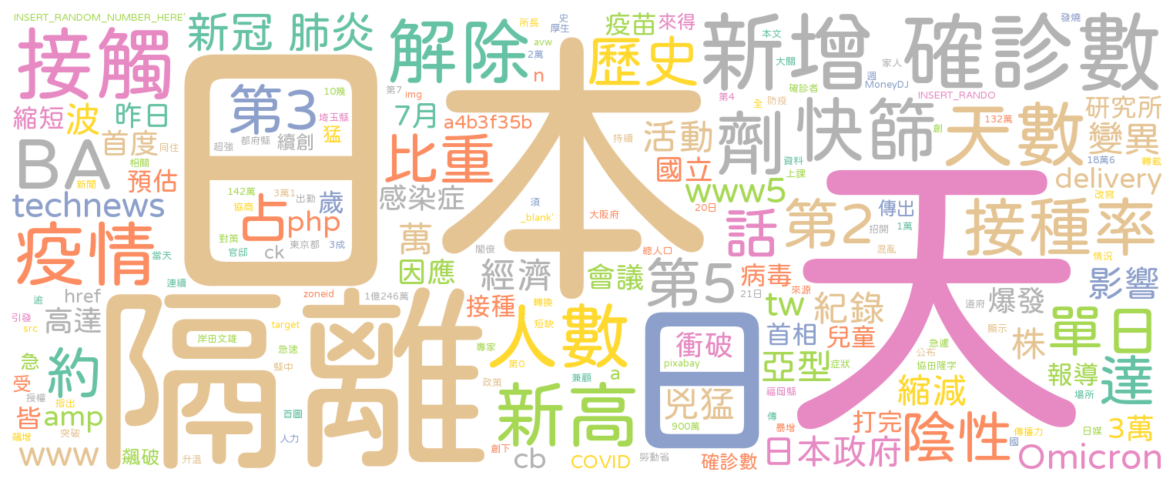 INSERT_RANDOM_NUMBER_HERE'
接觸
新冠 肺炎
解除
歷史
疫苗
來得
新增
確診數
日本
天
隔離
第3
10幾
埼玉縣
猛
都府縣
續創
超強
縮短
波
昨日
首度
同住
相關
BA
預估
新聞
technews
疫情
當天
142萬
3萬1
出勤
歲
協商
占
php
對策
東京都
3成
官邸
ck
所長
史
厚生
avw
2萬
n
第7
img
7月
a4b3f35b
比重
感染症
須
_blank'
大阪府
萬
因應
閣僚
經濟
會議
總人口
活動
持續
國立
www5
20日
話
第4
全
防疫
本文
大關
確診者
家人
週
MoneyDJ
發燒
INSERT_RANDO
劑
快篩
創
132萬
天數
研究所
變異
18萬6
轉載
資料
上課
delivery
改寫
第2
傳出
1萬
招開
混亂
接種率
情況
第5
病毒
來源
21日
tw
紀錄
首相
兒童
道府
爆發
顯示
影響
株
單日
急遽
公布
協田隆字
報導
場所
達
亞型
症狀
福岡縣
縮減
打完
傳
暴增
日本政府
陰性
傳播力
國
日媒
3萬
Omicron
href
高達
連續
逾
引發
src
急
受
約
授權
指出
皆
amp
飆增
突破
www
飆破
升溫
zoneid
1億246萬
岸田文雄
target
急速
騷中
百圖
人力
接種
轉換
短缺
人數
專家
第0
兼顧
政策
a
新高
cb
創下
COVID
勞動省
確診數
日
衝破
pixabay
兇猛
900萬